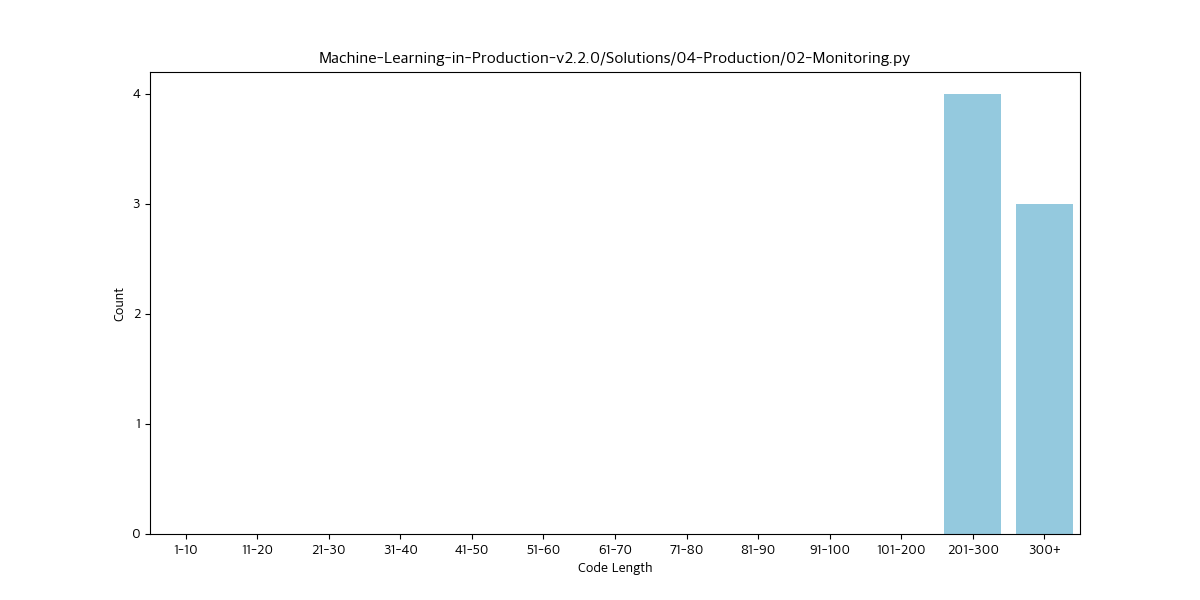 Machine-Learning-in-Production-v2.2.0/Solutions/04-Production/02-Monitoring.py
4
3
2
1
0
Count
1-10 11-20 21-30 31-40 41-50 51-60 61-70 71-80 81-90 91-100 101-200 201-300 300+
Code Length